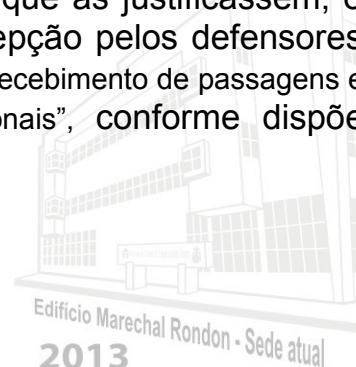 que as justificassem, c
epção pelos defensores
ecebimento de passagens e
onais”, conforme dispõe
Edifício Marechal Rondon - Sede atual
2013